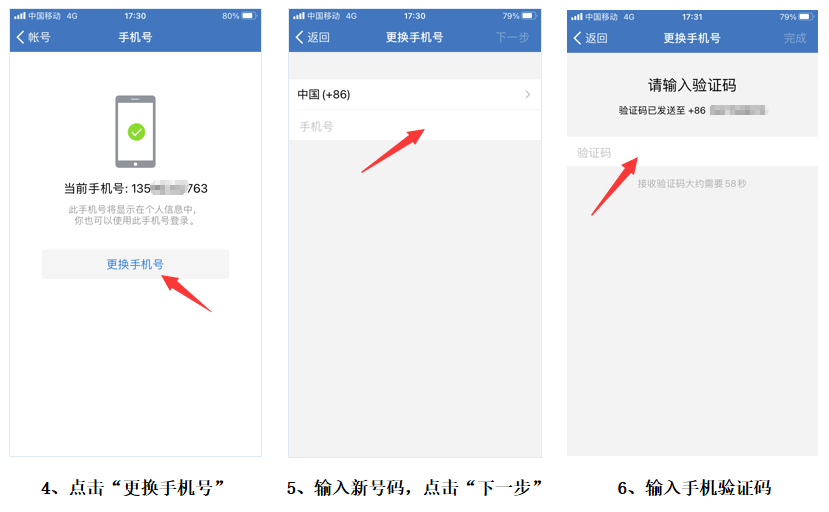 中国移动 4G 17:30 80%
帐号 手机号
当前手机号: 135 763
此手机号将显示在个人信息中，
你也可以使用此手机号登录。
更换手机号
4、点击“更换手机号”
中国移动 4G 17:30 79%
返回 更换手机号 下一步
中国 (+86)
手机号
5、输入新号码，点击“下一步”
中国移动 4G 17:31 79%
返回 更换手机号 完成
请输入验证码
验证码已发送至 +86
验证码
接收验证码大约需要58秒
6、输入手机验证码